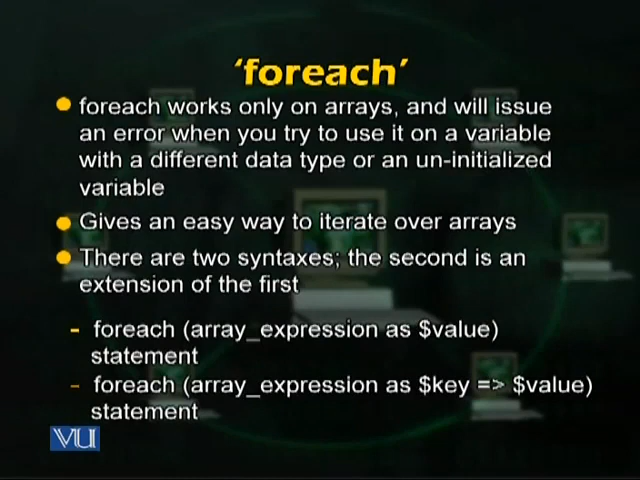 ‘foreach’
foreach works only on arrays, and will issue
an error when you try to use it on a variable
with a different data type or an un-initialized
variable
Gives an easy way to iterate over arrays
There are two syntaxes; the second is an
extension of the first
- foreach (array_expression as $value)
statement
- foreach (array_expression as $key => $value)
statement
VU